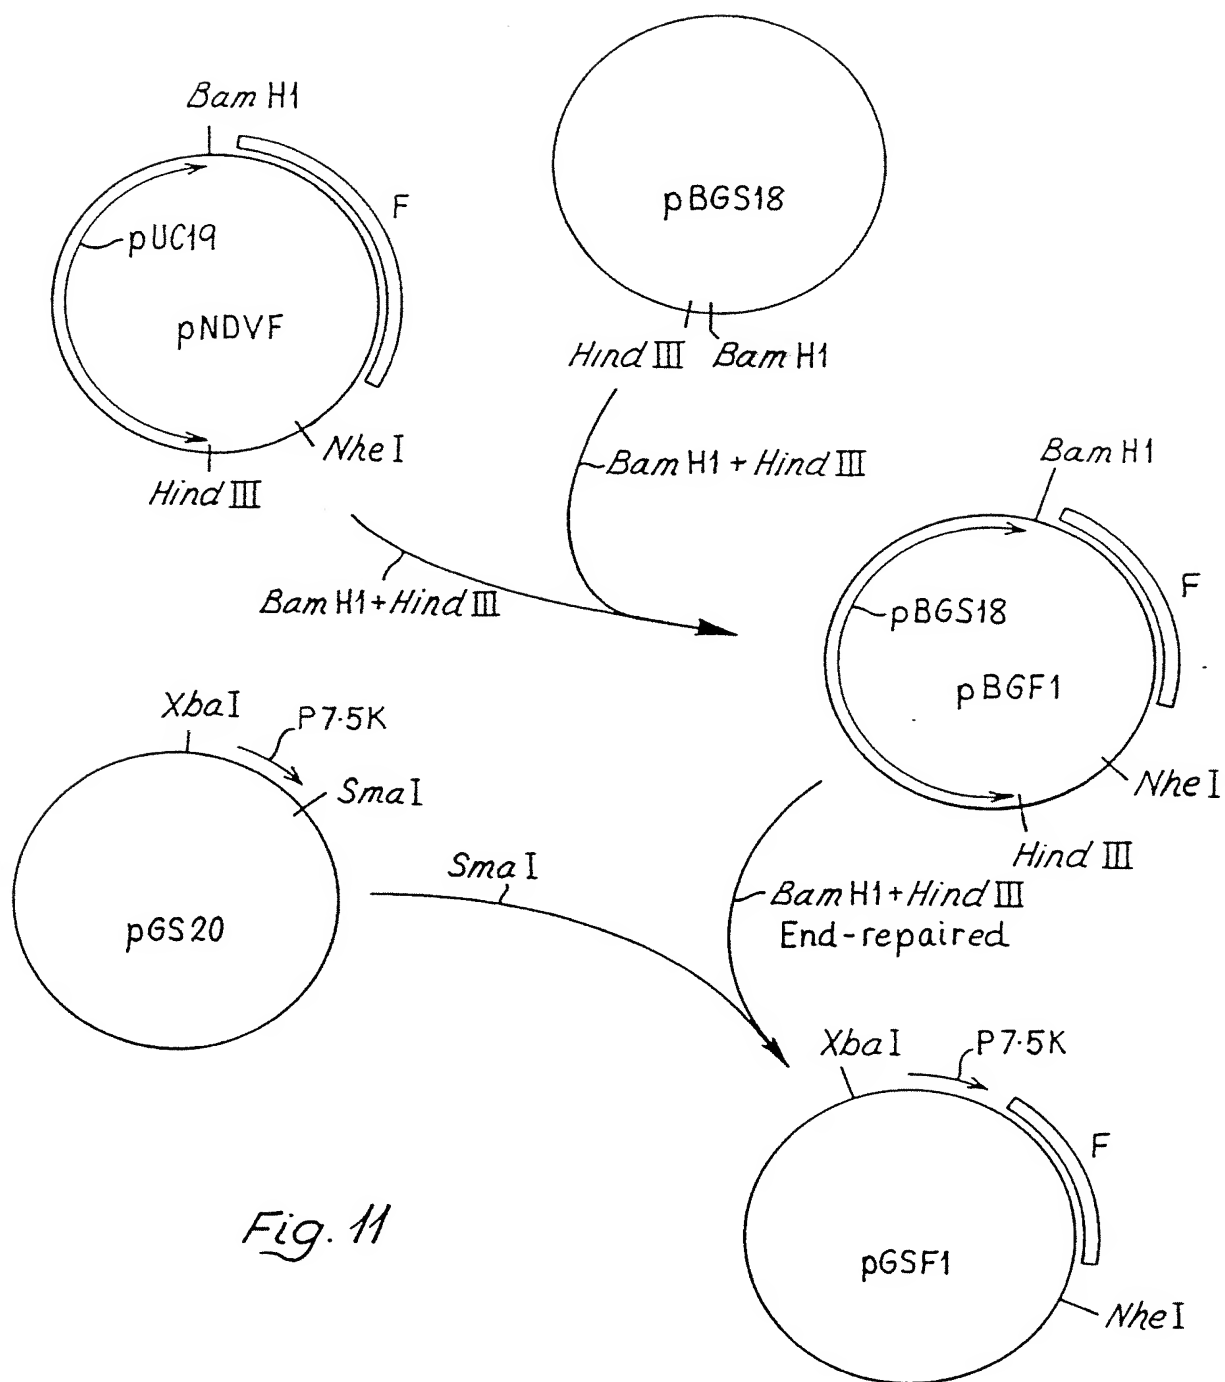 Bam H1
F
pUC19
pNDVF
Nhe I
Hind III
pBGS18
Hind III Bam H1
Bam H1 + Hind III
Bam H1 + Hind III
Bam H1
F
pBGS18
pBGF1
Nhe I
Hind III
Xba I
P7·5K
Sma I
pGS20
Sma I
Bam H1 + Hind III
End-repaired
Xba I
P7·5K
F
pGSF1
Nhe I
Fig. 11